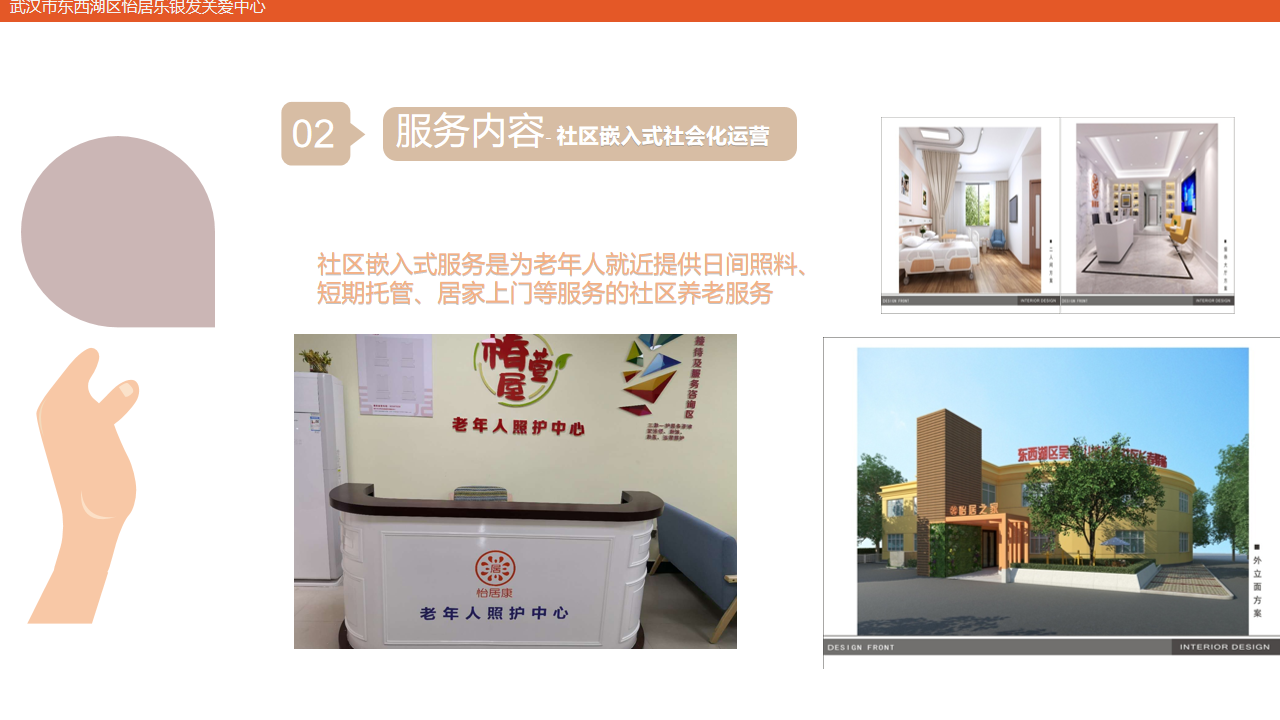 武汉市东西湖区怡居乐银发关爱中心
02
服务内容- 社区嵌入式社会化运营
社区嵌入式服务是为老年人就近提供日间照料、
短期托管、居家上门等服务的社区养老服务
椿萱
屋
老年人照护中心
接待及服务咨询区
居
怡居康
老年人照护中心
DESIGN FRONT
INTERIOR DESIGN
DESIGN FRONT
INTERIOR DESIGN
东西湖区吴
怡居之家
■外立面方案
DESIGN FRONT
INTERIOR DESIGN